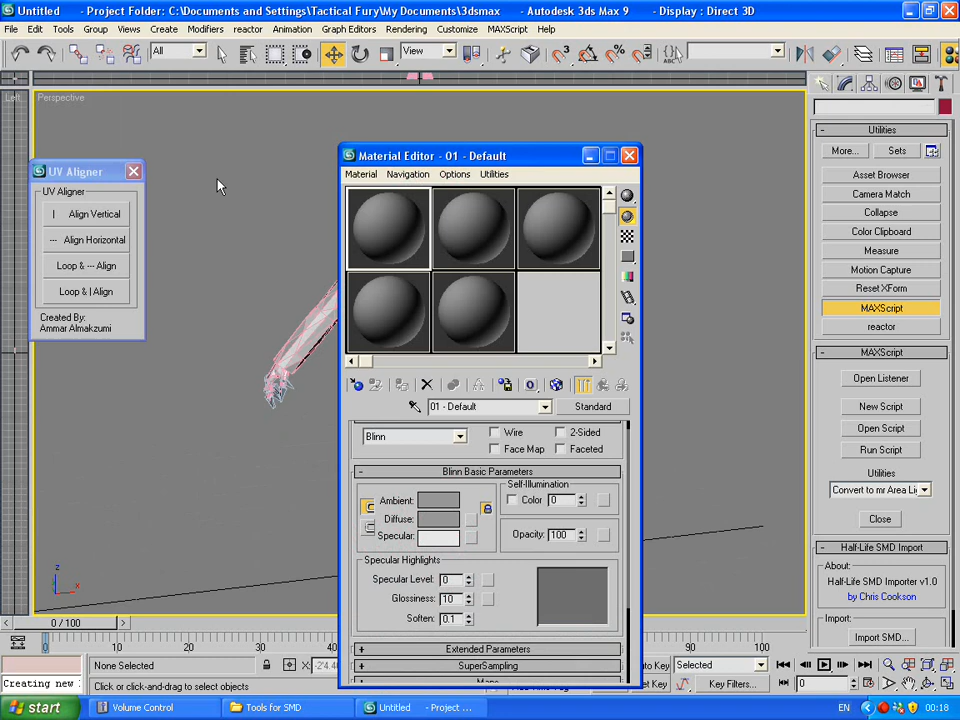 Untitled - Project Folder: C:\Documents and Settings\Tactical Fury\My Documents\3dsmax - Autodesk 3ds Max 9 - Display : Direct 3D
File Edit Tools Group Views Create Modifiers reactor Animation Graph Editors Rendering Customize MAXScript Help
All View
Left Perspective
UV Aligner
UV Aligner
Align Vertical
Align Horizontal
Loop & --- Align
Loop & | Align
Created By:
Ammar Almakzumi
Material Editor - 01 - Default
Material Navigation Options Utilities
01 - Default Standard
Blinn Wire 2-Sided
Face Map Faceted
Blinn Basic Parameters
Self-Illumination
Ambient: Color 0
Diffuse:
Specular: Opacity: 100
Specular Highlights
Specular Level: 0
Glossiness: 10
Soften: 0.1
Extended Parameters
SuperSampling
Maps
Utilities
More... Sets
Asset Browser
Camera Match
Collapse
Color Clipboard
Measure
Motion Capture
Reset XForm
MAXScript
reactor
MAXScript
Open Listener
New Script
Open Script
Run Script
Utilities
Convert to mr Area Li
Close
Half-Life SMD Import
About:
Half-Life SMD Importer v1.0
by Chris Cookson
Import:
Import SMD...
z
x
0 / 100
0 10 20 30 90 100
None Selected Auto Key Selected
Creating new Click or click-and-drag to select objects Set Key Key Filters... 0
start Volume Control Tools for SMD Untitled - Project ... EN 00:18